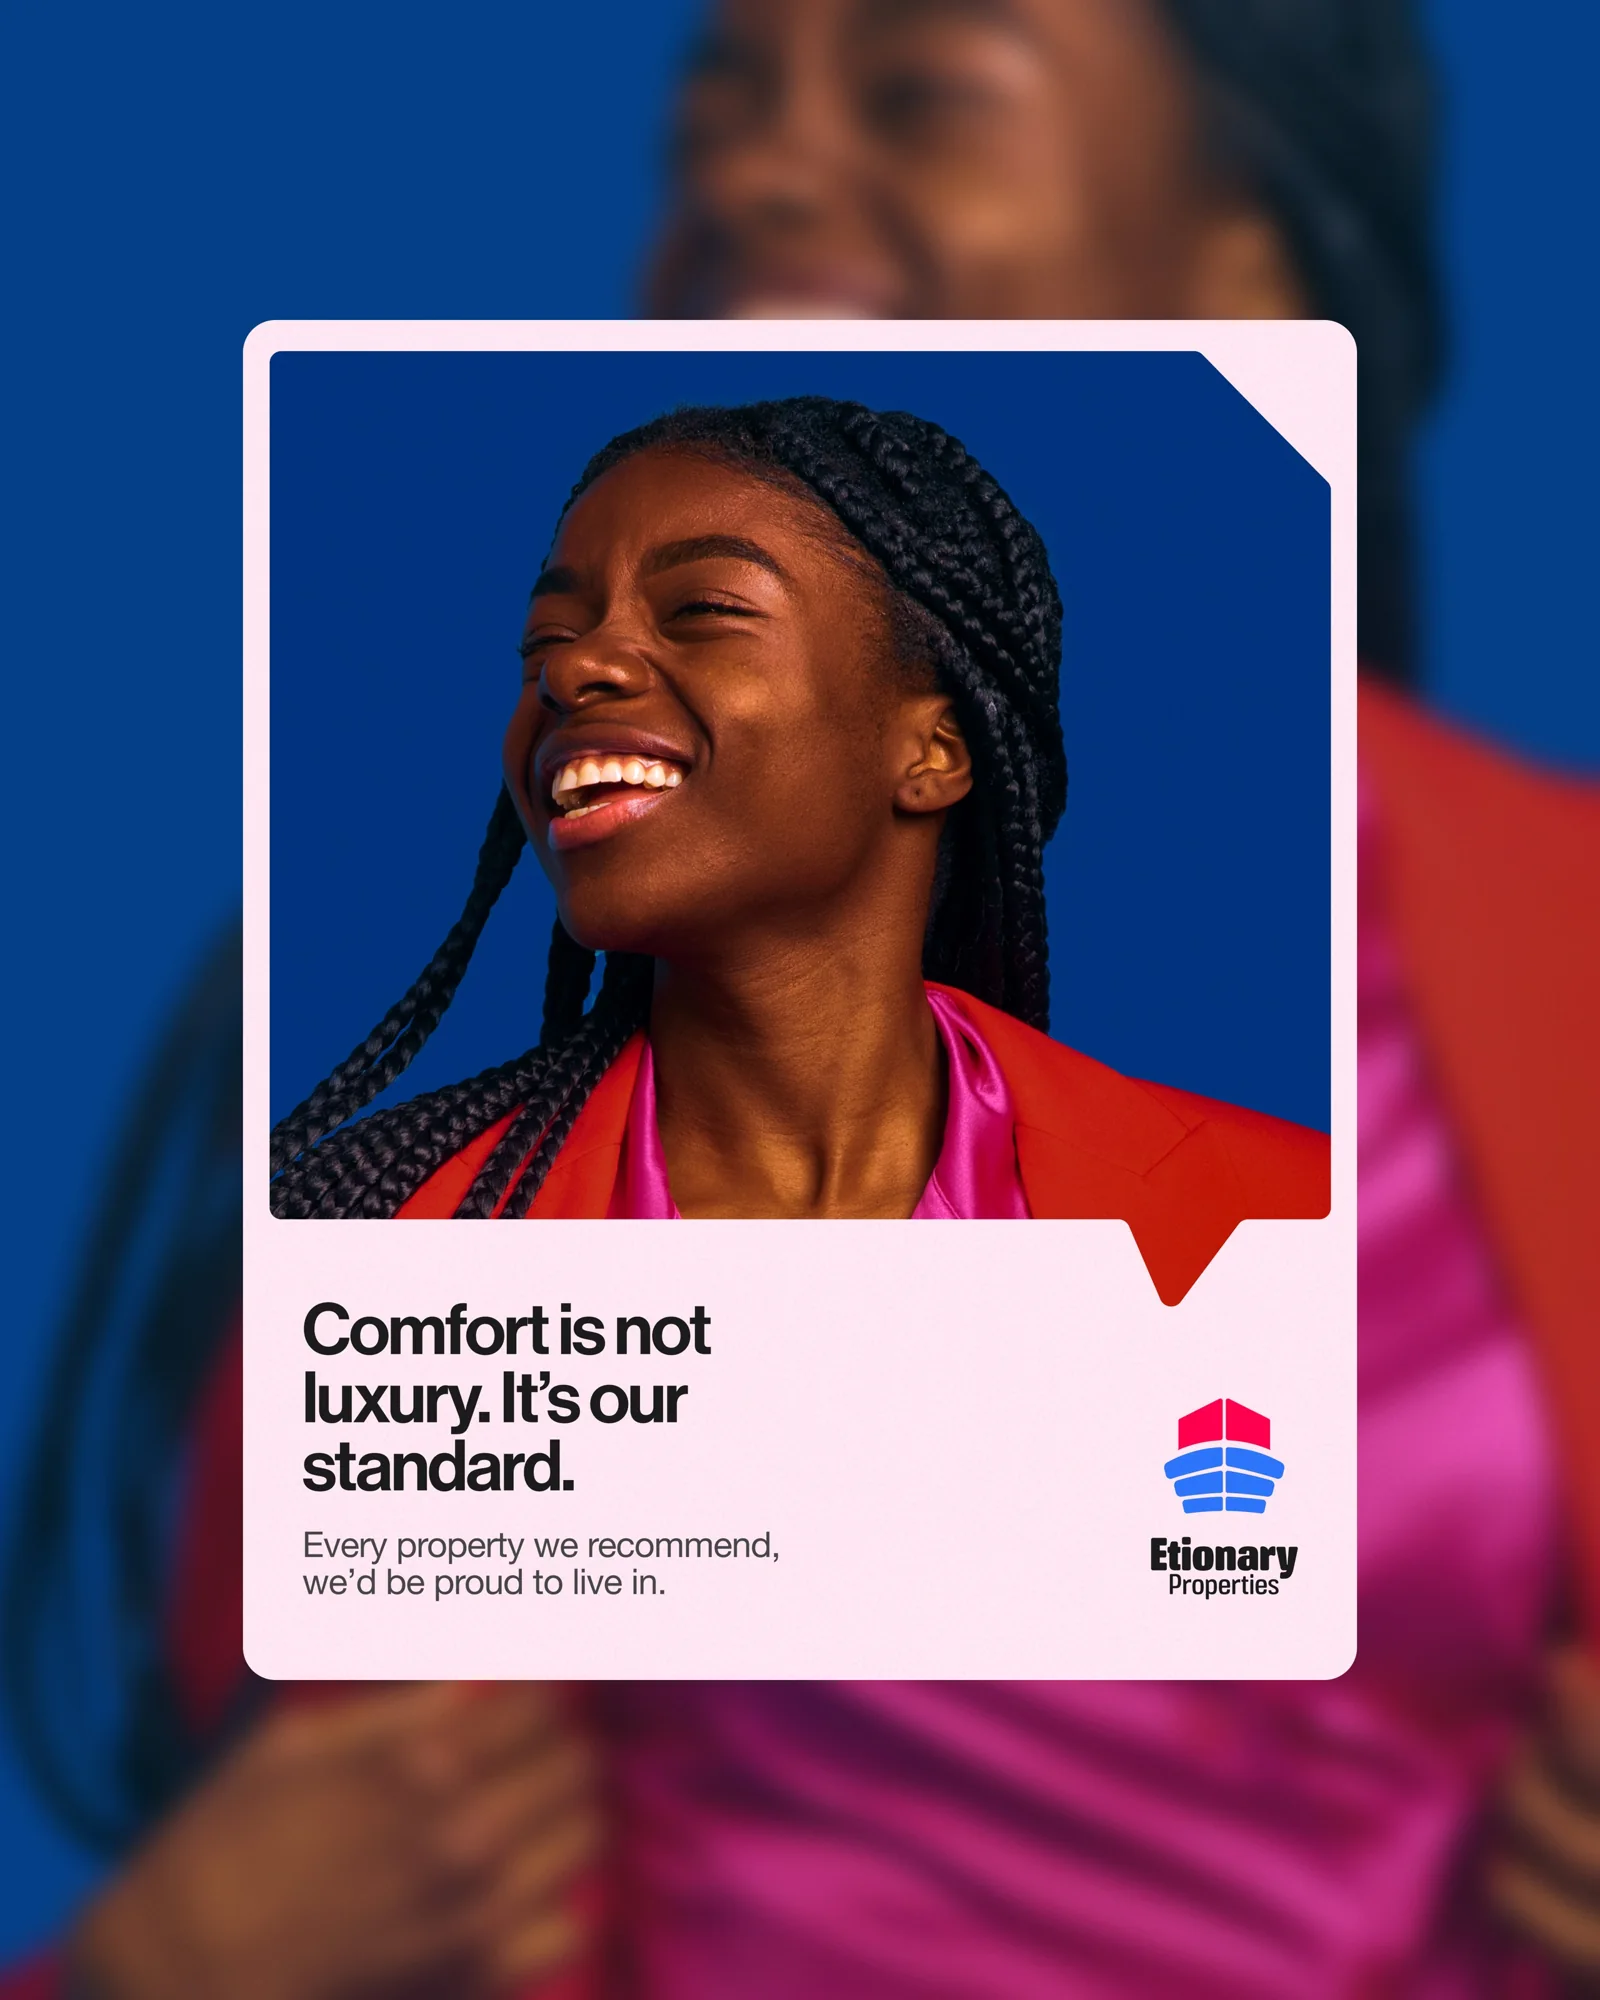 Comfort is not
luxury. It’s our
standard.
Every property we recommend,
we’d be proud to live in.
Etionary
Properties